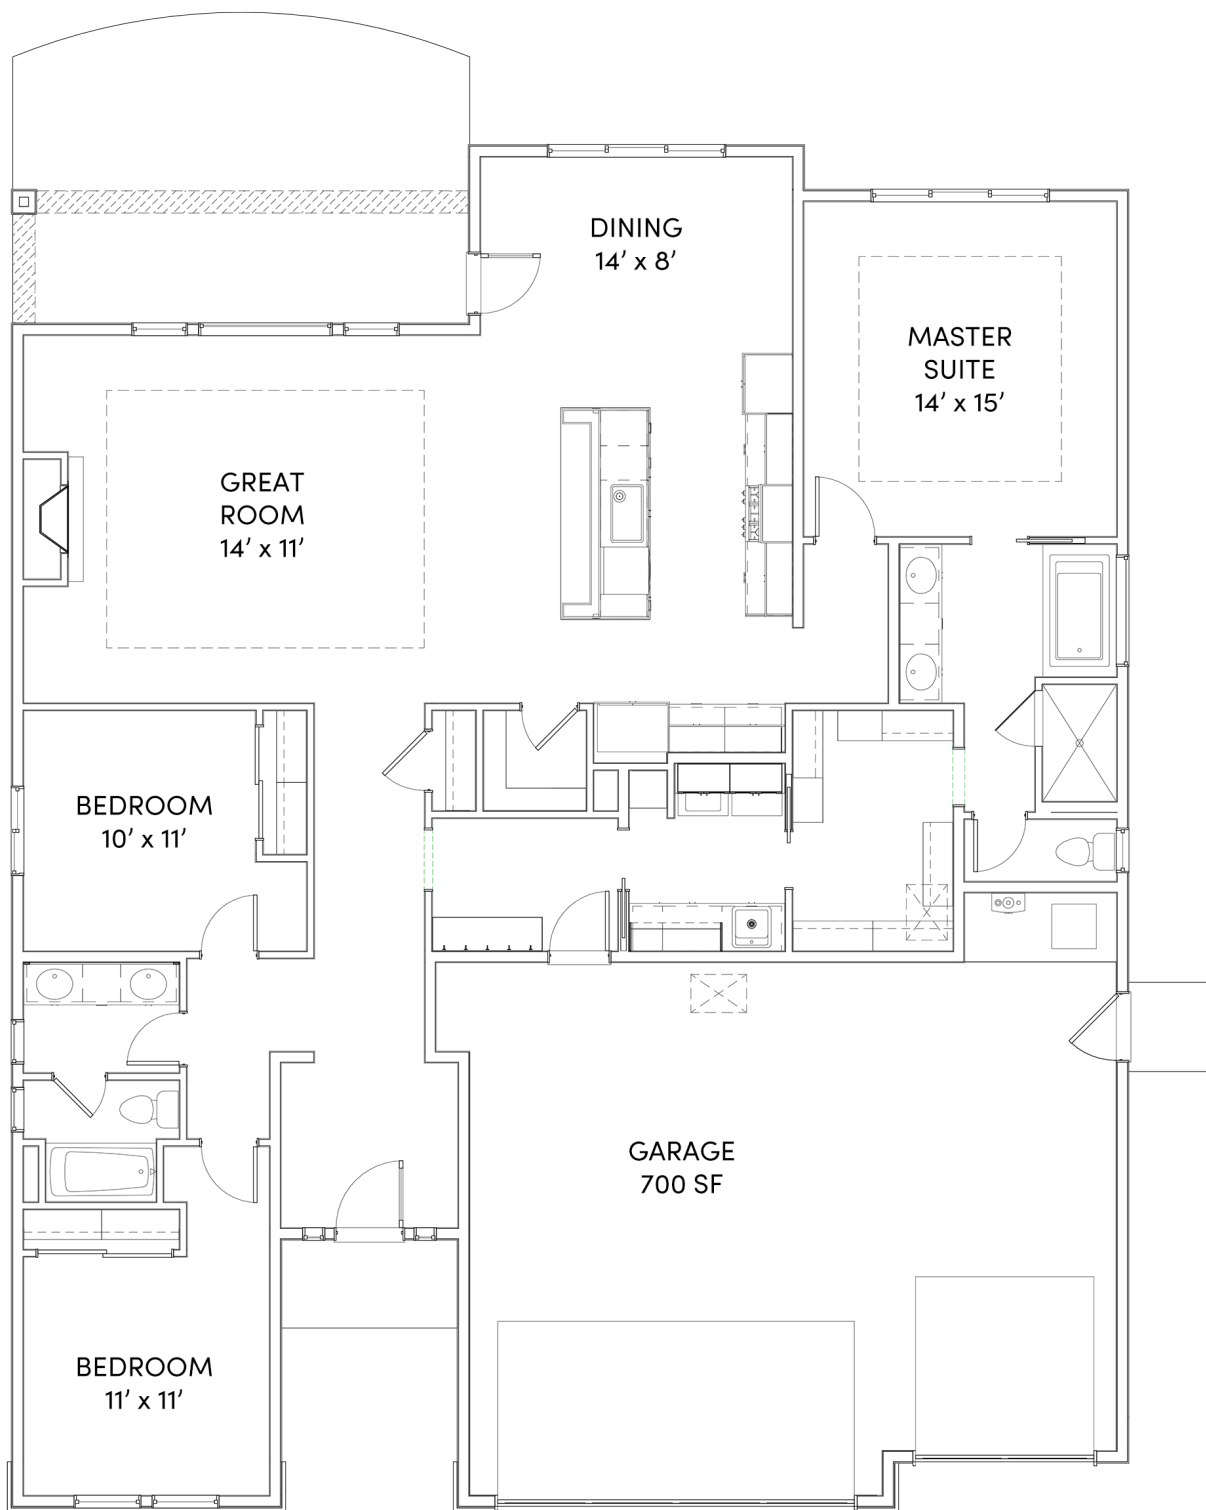 DINING
14’ x 8’
MASTER
SUITE
14’ x 15’
GREAT
ROOM
14’ x 11’
BEDROOM
10’ x 11’
GARAGE
700 SF
BEDROOM
11’ x 11’